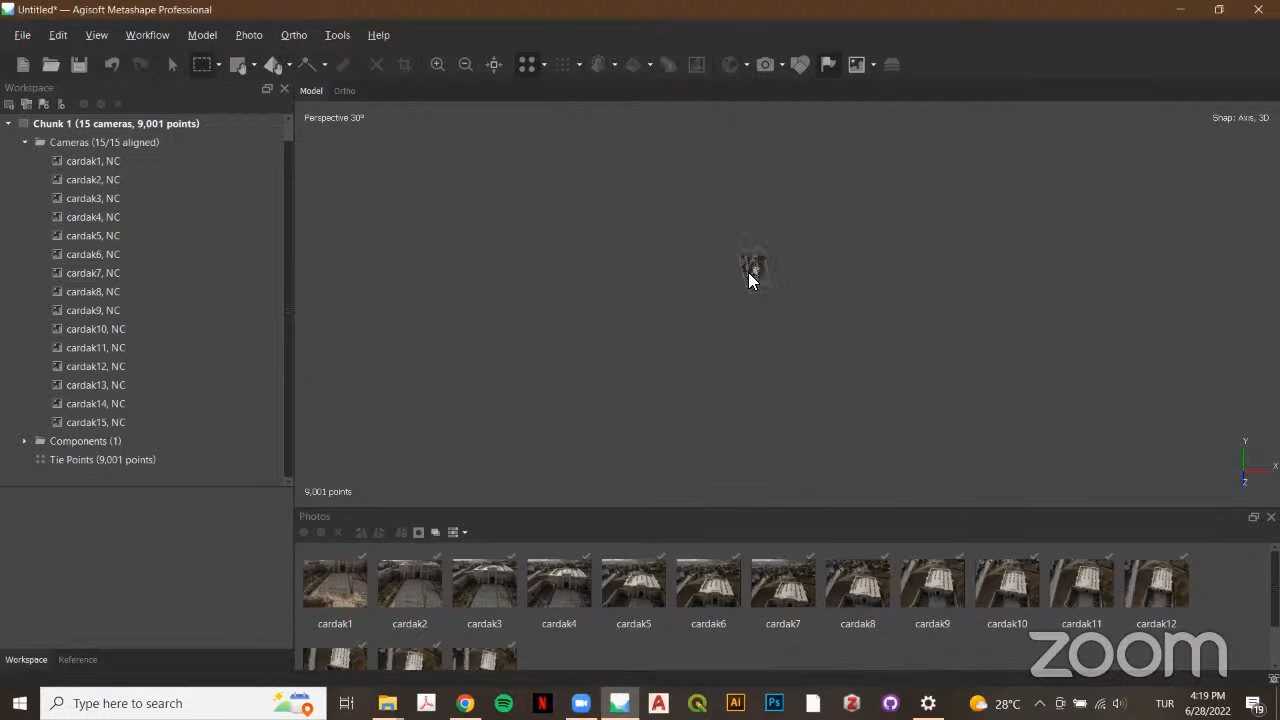 Untitled* — Agisoft Metashape Professional
File Edit View Workflow Model Photo Ortho Tools Help
Workspace
Model Ortho
Chunk 1 (15 cameras, 9,001 points)
Perspective 30°
Snap: Axis, 3D
Cameras (15/15 aligned)
cardak1, NC
cardak2, NC
cardak3, NC
cardak4, NC
cardak5, NC
cardak6, NC
cardak7, NC
cardak8, NC
cardak9, NC
cardak10, NC
cardak11, NC
cardak12, NC
cardak13, NC
cardak14, NC
cardak15, NC
Components (1)
Tie Points (9,001 points)
Y
X
Z
9,001 points
Photos
cardak1 cardak2 cardak3 cardak4 cardak5 cardak6 cardak7 cardak8 cardak9 cardak10 cardak11 cardak12
zoom
Workspace Reference
Type here to search
N
A
Ai
Ps
Z
28°C
TUR
4:19 PM
6/28/2022
19